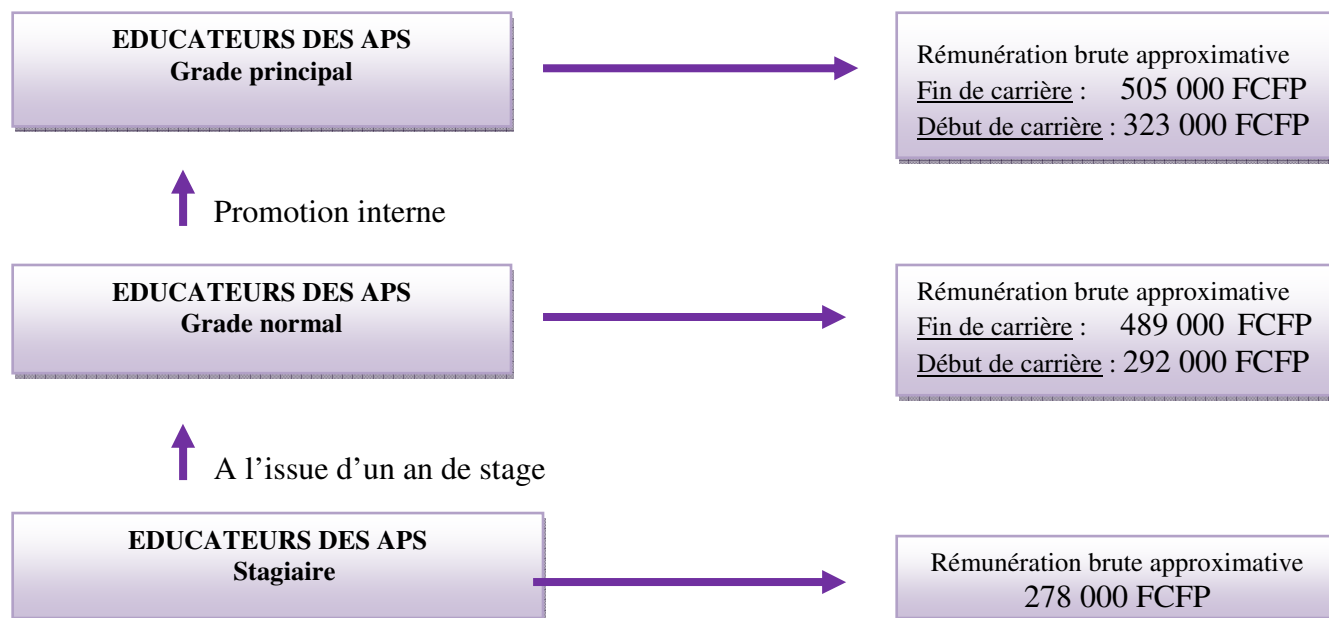 EDUCATEURS DES APS
Grade principal
Rémunération brute approximative
Fin de carrière : 505 000 FCFP
Début de carrière : 323 000 FCFP
Promotion interne
EDUCATEURS DES APS
Grade normal
Rémunération brute approximative
Fin de carrière : 489 000 FCFP
Début de carrière : 292 000 FCFP
A l’issue d’un an de stage
EDUCATEURS DES APS
Stagiaire
Rémunération brute approximative
278 000 FCFP